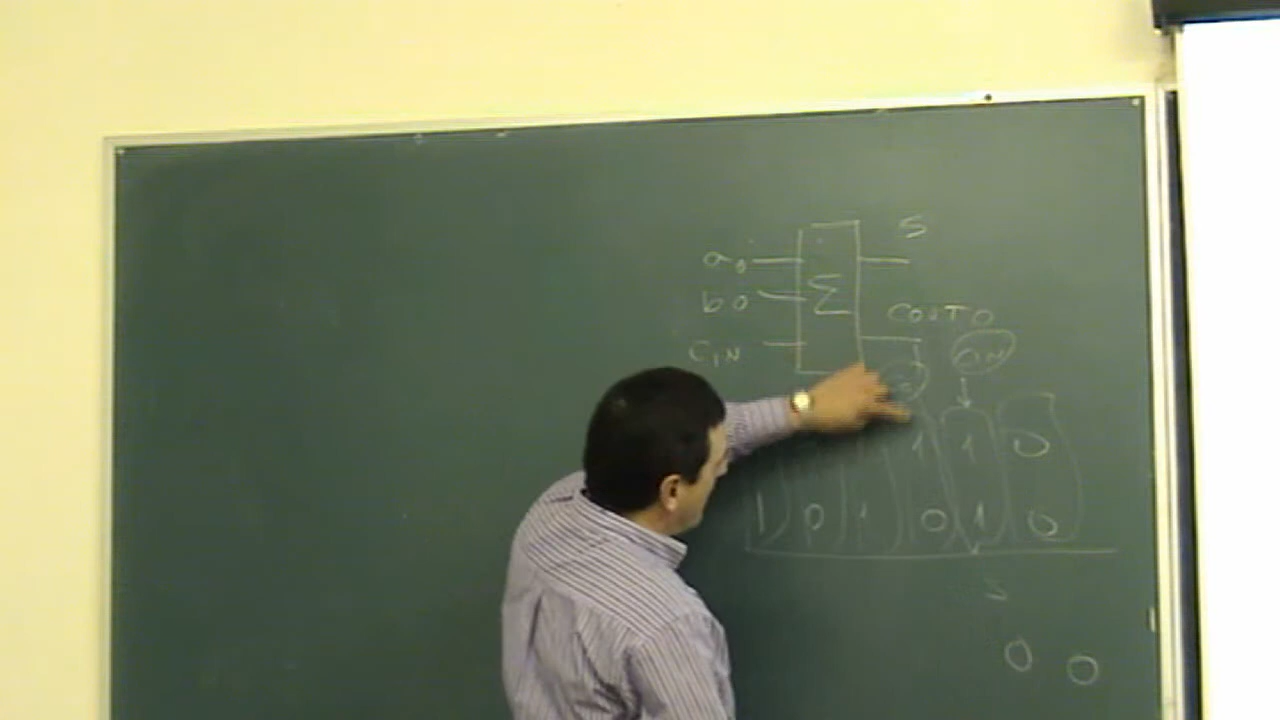 S
a0
Σ
b0
COUTO
CIN
CIN
1 1 0
1 0 1 0 1 0
S
0 0